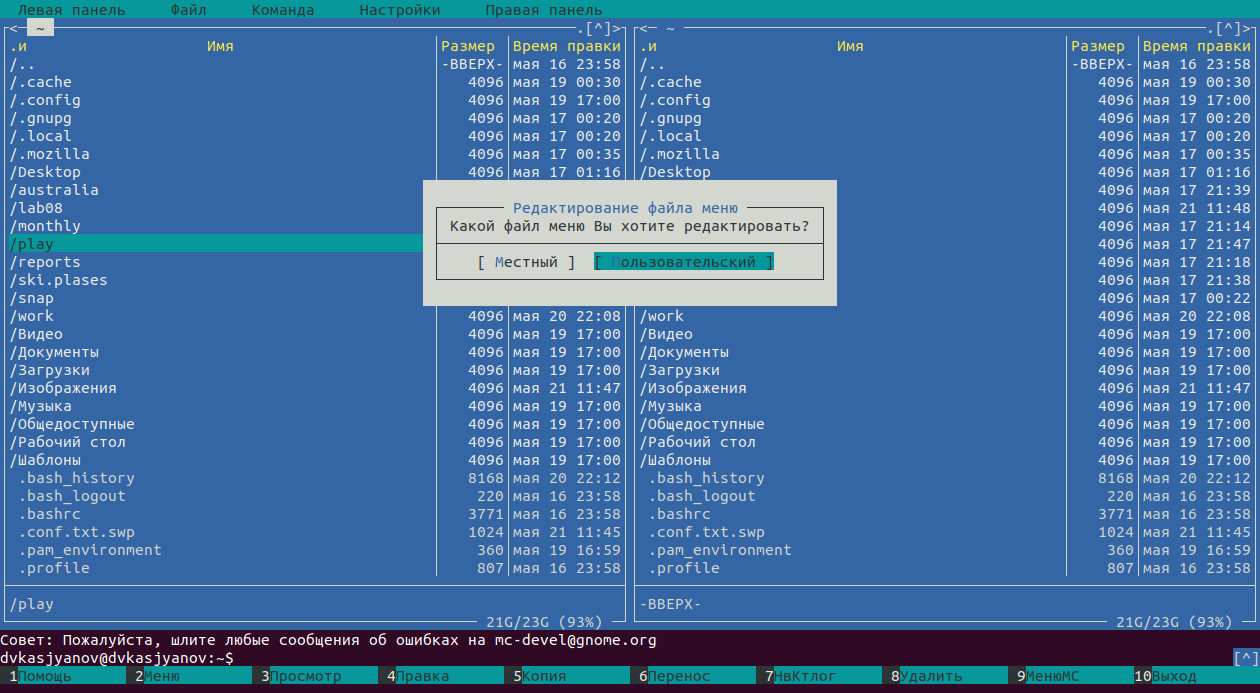 Левая панель Файл Команда Настройки Правая панель
<─ ~ ─.[^]> <─ ~ ─.[^]>
.и Имя Размер Время правки .и Имя Размер Время правки
/.. -ВВЕРХ- мая 16 23:58 /.. -ВВЕРХ- мая 16 23:58
/.cache 4096 мая 19 00:30 /.cache 4096 мая 19 00:30
/.config 4096 мая 19 17:00 /.config 4096 мая 19 17:00
/.gnupg 4096 мая 17 00:20 /.gnupg 4096 мая 17 00:20
/.local 4096 мая 17 00:20 /.local 4096 мая 17 00:20
/.mozilla 4096 мая 17 00:35 /.mozilla 4096 мая 17 00:35
/Desktop 4096 мая 17 01:16 /Desktop 4096 мая 17 01:16
/australia 4096 мая 17 21:39
/lab08 Редактирование файла меню 4096 мая 21 11:48
/monthly Какой файл меню Вы хотите редактировать? 4096 мая 17 21:14
/play 4096 мая 17 21:47
/reports [ Местный ] [ Пользовательский ] 4096 мая 17 21:18
/ski.plases 4096 мая 17 21:38
/snap 4096 мая 17 00:22
/work 4096 мая 20 22:08 /work 4096 мая 20 22:08
/Видео 4096 мая 19 17:00 /Видео 4096 мая 19 17:00
/Документы 4096 мая 19 17:00 /Документы 4096 мая 19 17:00
/Загрузки 4096 мая 19 17:00 /Загрузки 4096 мая 19 17:00
/Изображения 4096 мая 21 11:47 /Изображения 4096 мая 21 11:47
/Музыка 4096 мая 19 17:00 /Музыка 4096 мая 19 17:00
/Общедоступные 4096 мая 19 17:00 /Общедоступные 4096 мая 19 17:00
/Рабочий стол 4096 мая 19 17:00 /Рабочий стол 4096 мая 19 17:00
/Шаблоны 4096 мая 19 17:00 /Шаблоны 4096 мая 19 17:00
.bash_history 8168 мая 20 22:12 .bash_history 8168 мая 20 22:12
.bash_logout 220 мая 16 23:58 .bash_logout 220 мая 16 23:58
.bashrc 3771 мая 16 23:58 .bashrc 3771 мая 16 23:58
.conf.txt.swp 1024 мая 21 11:45 .conf.txt.swp 1024 мая 21 11:45
.pam_environment 360 мая 19 16:59 .pam_environment 360 мая 19 16:59
.profile 807 мая 16 23:58 .profile 807 мая 16 23:58
/play -ВВЕРХ-
21G/23G (93%) 21G/23G (93%)
Совет: Пожалуйста, шлите любые сообщения об ошибках на mc-devel@gnome.org
dvkasjyanov@dvkasjyanov:~$ [^]
1Помощь 2Меню 3Просмотр 4Правка 5Копия 6Перенос 7НвКтлог 8Удалить 9МенюМС 10Выход